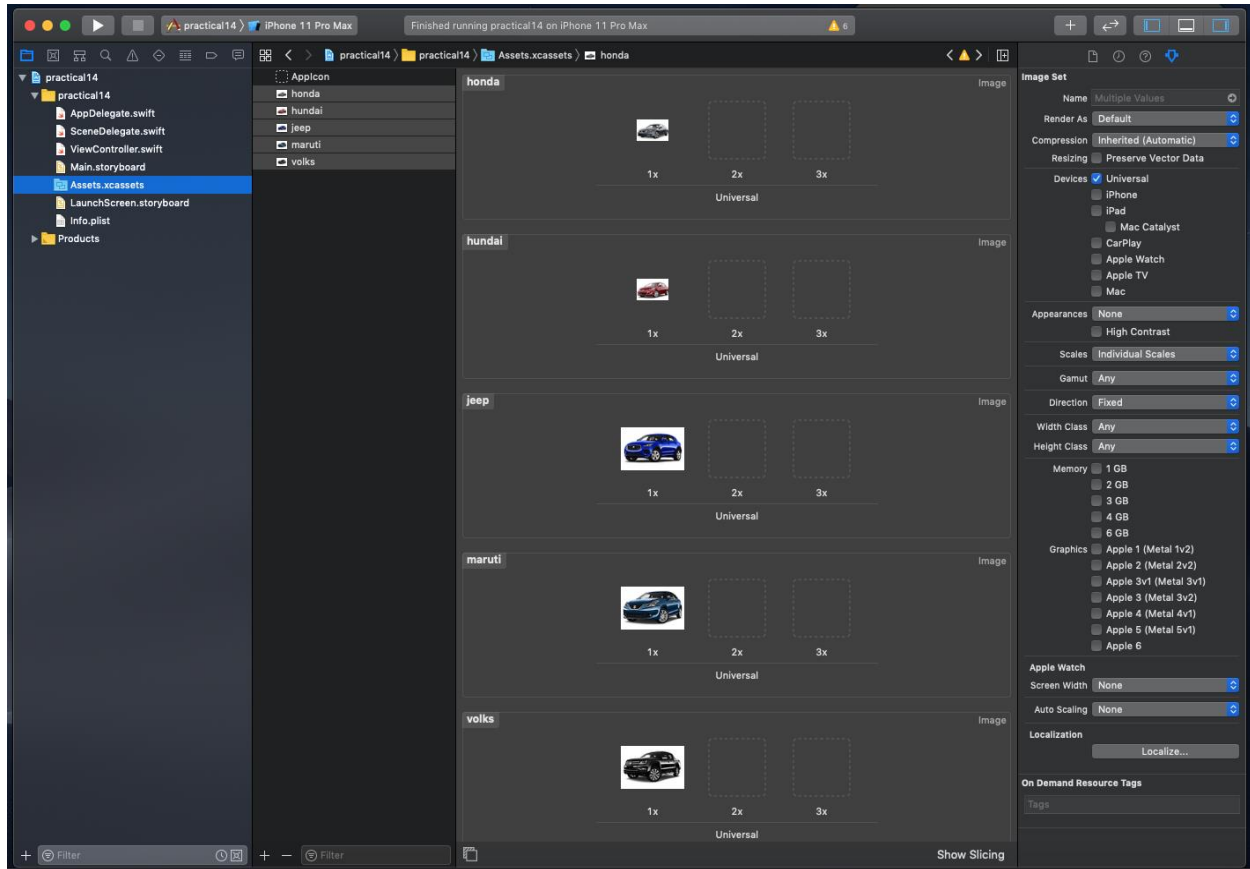 practical14 〉 iPhone 11 Pro Max
Finished running practical14 on iPhone 11 Pro Max
6
practical14 〉 practical14 〉 Assets.xcassets 〉 honda
practical14
practical14
AppDelegate.swift
SceneDelegate.swift
ViewController.swift
Main.storyboard
Assets.xcassets
LaunchScreen.storyboard
Info.plist
Products
Filter
AppIcon
honda
hundai
jeep
maruti
volks
Filter
honda
Image
1x 2x 3x
Universal
hundai
Image
1x 2x 3x
Universal
jeep
Image
1x 2x 3x
Universal
maruti
Image
1x 2x 3x
Universal
volks
Image
1x 2x 3x
Universal
Show Slicing
Image Set
Name Multiple Values
Render As Default
Compression Inherited (Automatic)
Resizing Preserve Vector Data
Devices Universal
iPhone
iPad
Mac Catalyst
CarPlay
Apple Watch
Apple TV
Mac
Appearances None
High Contrast
Scales Individual Scales
Gamut Any
Direction Fixed
Width Class Any
Height Class Any
Memory 1 GB
2 GB
3 GB
4 GB
6 GB
Graphics Apple 1 (Metal 1v2)
Apple 2 (Metal 2v2)
Apple 3v1 (Metal 3v1)
Apple 3 (Metal 3v2)
Apple 4 (Metal 4v1)
Apple 5 (Metal 5v1)
Apple 6
Apple Watch
Screen Width None
Auto Scaling None
Localization
Localize...
On Demand Resource Tags
Tags